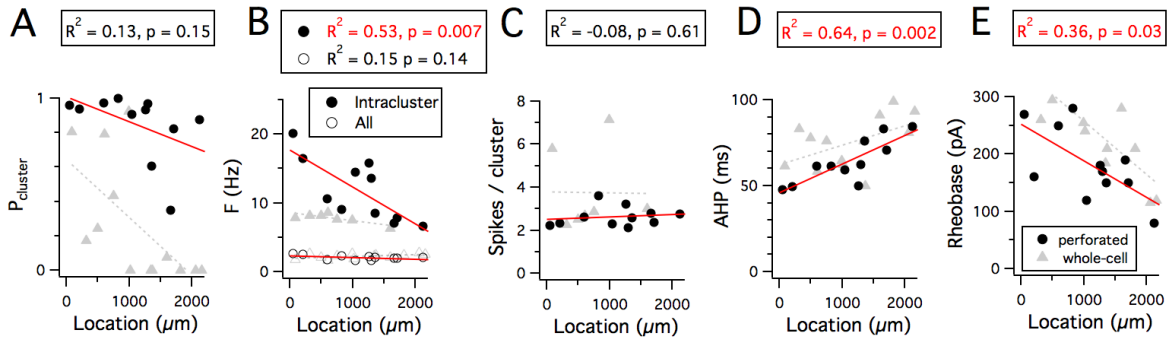 A
R² = 0.13, p = 0.15
P_cluster
1
0
0
1000
2000
Location (µm)
B
R² = 0.53, p = 0.007
R² = 0.15 p = 0.14
Intracluster
All
F (Hz)
20
10
0
0
1000
2000
Location (µm)
C
R² = -0.08, p = 0.61
Spikes / cluster
8
6
4
2
0
0
1000
2000
Location (µm)
D
R² = 0.64, p = 0.002
AHP (ms)
100
50
0
0
1000
2000
Location (µm)
E
R² = 0.36, p = 0.03
Rheobase (pA)
300
200
100
0
perforated
whole-cell
0
1000
2000
Location (µm)